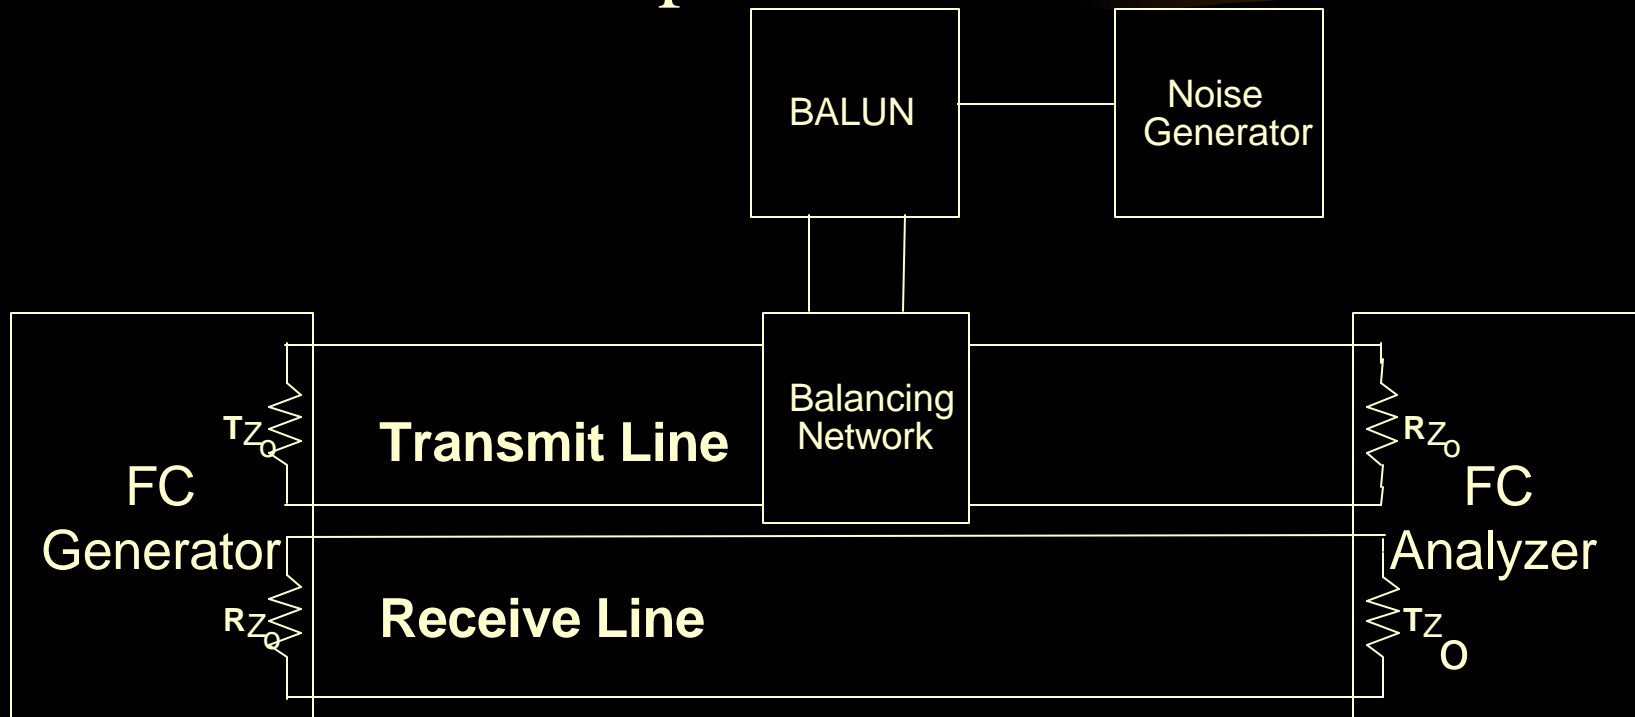 BALUN
Noise
Generator
Balancing
Network
TZo
Transmit Line
RZo
FC
Generator
FC
Analyzer
RZo
Receive Line
TZo